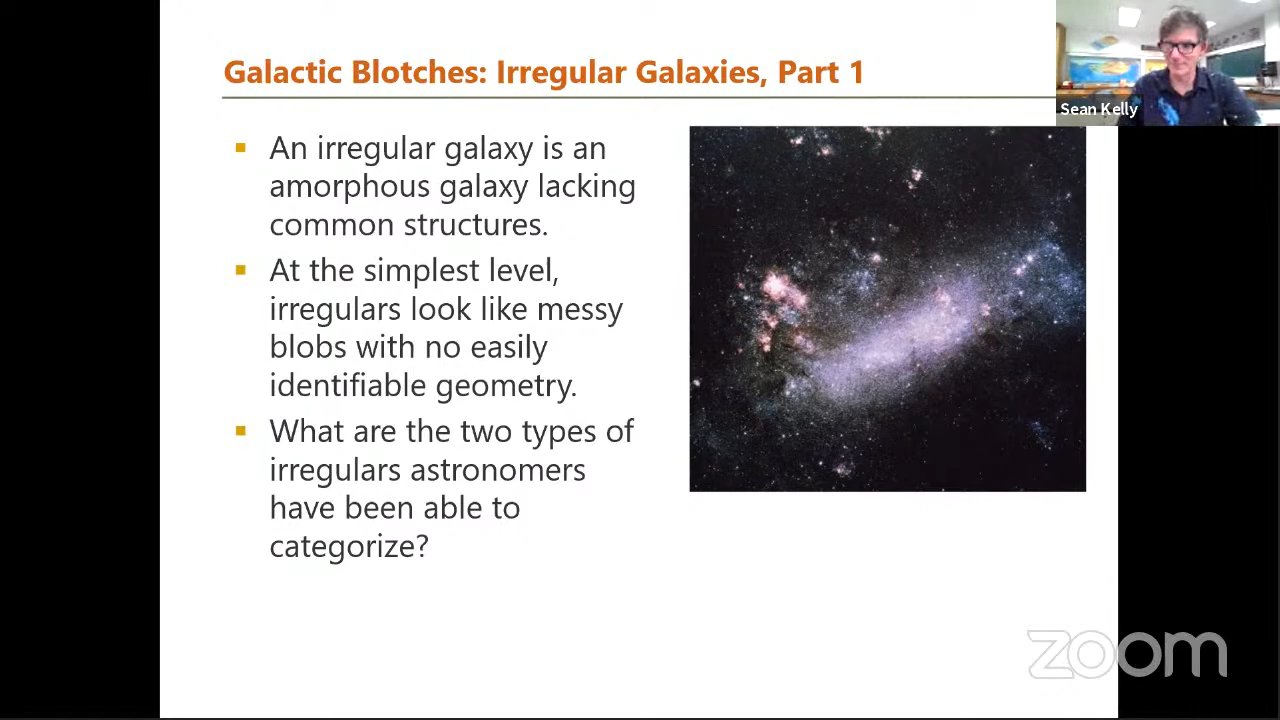 Galactic Blotches: Irregular Galaxies, Part 1
Sean Kelly
An irregular galaxy is an
amorphous galaxy lacking
common structures.
At the simplest level,
irregulars look like messy
blobs with no easily
identifiable geometry.
What are the two types of
irregulars astronomers
have been able to
categorize?
zoom